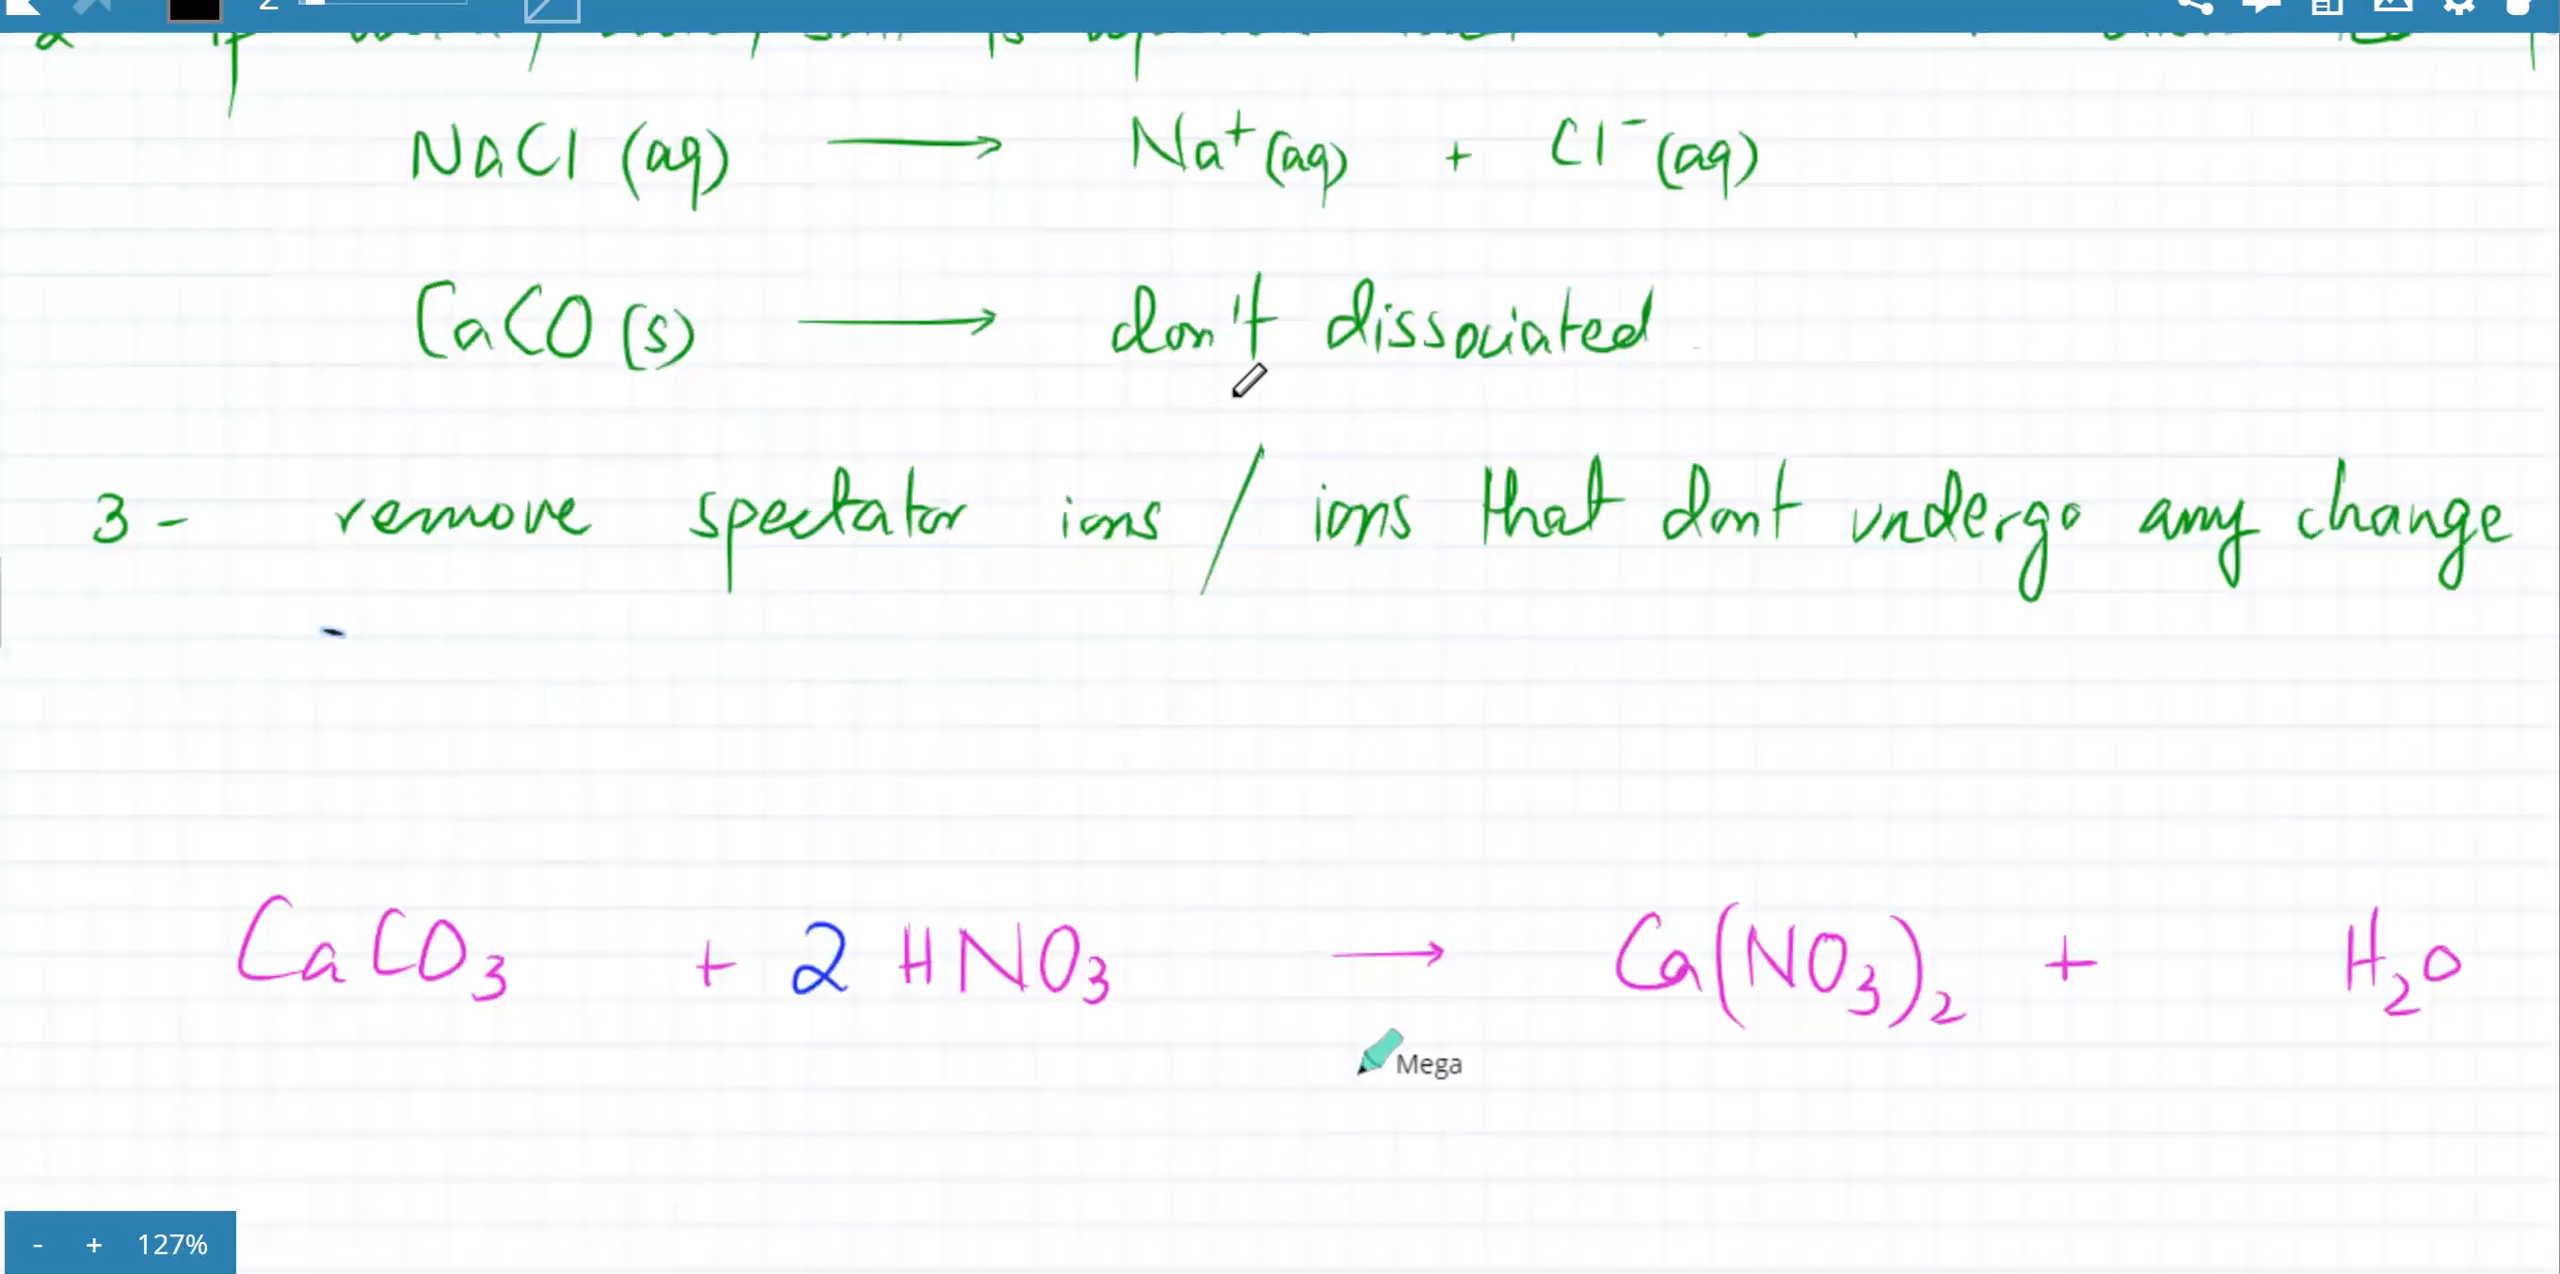 2
NaCl (aq) ⟶ Na⁺(aq) + Cl⁻(aq)
CaCO (s) ⟶ don't dissociated
3 - remove spectator ions / ions that dont undergo any change
-
CaCO₃ + 2 HNO₃ → Ca(NO₃)₂ + H₂O
Mega
- + 127%